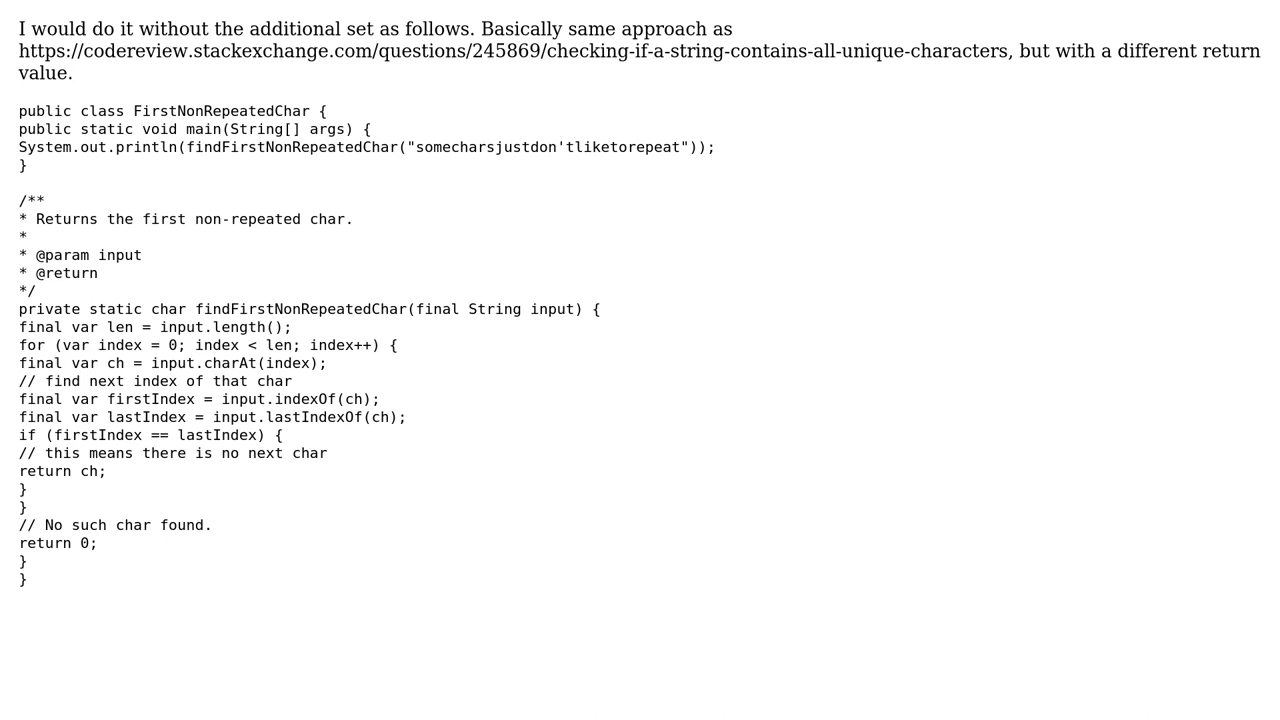 I would do it without the additional set as follows. Basically same approach as
https://codereview.stackexchange.com/questions/245869/checking-if-a-string-contains-all-unique-characters, but with a different return
value.
public class FirstNonRepeatedChar {
public static void main(String[] args) {
System.out.println(findFirstNonRepeatedChar("somecharsjustdon'tliketorepeat"));
}
/**
* Returns the first non-repeated char.
*
* @param input
* @return
*/
private static char findFirstNonRepeatedChar(final String input) {
final var len = input.length();
for (var index = 0; index < len; index++) {
final var ch = input.charAt(index);
// find next index of that char
final var firstIndex = input.indexOf(ch);
final var lastIndex = input.lastIndexOf(ch);
if (firstIndex == lastIndex) {
// this means there is no next char
return ch;
}
}
// No such char found.
return 0;
}
}